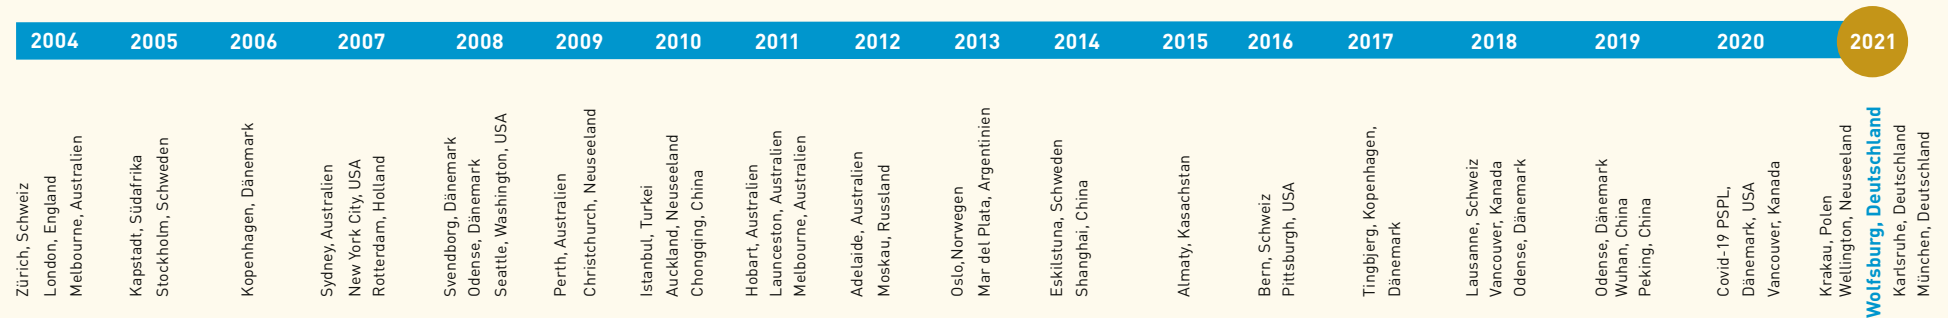 2004
2005
2006
2007
2008
2009
2010
2011
2012
2013
2014
2015
2016
2017
2018
2019
2020
2021
Zürich, Schweiz
London, England
Melbourne, Australien
Kapstadt, Südafrika
Stockholm, Schweden
Kopenhagen, Dänemark
Sydney, Australien
New York City, USA
Rotterdam, Holland
Svendborg, Dänemark
Odense, Dänemark
Seattle, Washington, USA
Perth, Australien
Christchurch, Neuseeland
Istanbul, Turkei
Auckland, Neuseeland
Chongqing, China
Hobart, Australien
Launceston, Australien
Melbourne, Australien
Adelaide, Australien
Moskau, Russland
Oslo,Norwegen
Mar del Plata, Argentinien
Eskilstuna, Schweden
Shanghai, China
Almaty, Kasachstan
Bern, Schweiz
Pittsburgh, USA
Tingbjerg, Kopenhagen,
Dänemark
Lausanne, Schweiz
Vancouver, Kanada
Odense, Dänemark
Odense, Dänemark
Wuhan, China
Peking, China
Covid-19 PSPL,
Dänemark, USA
Vancouver, Kanada
Krakau, Polen
Wellington, Neuseeland
Wolfsburg, Deutschland
Karlsruhe, Deutschland
München, Deutschland